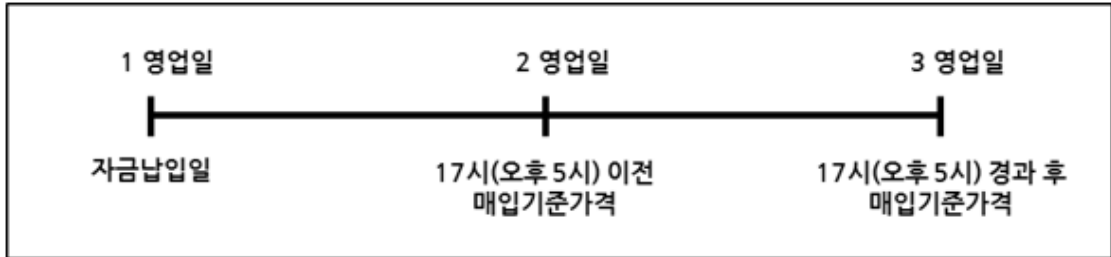 1 영업일
2 영업일
3 영업일
자금납입일
17시(오후 5시) 이전
매입기준가격
17시(오후 5시) 경과 후
매입기준가격